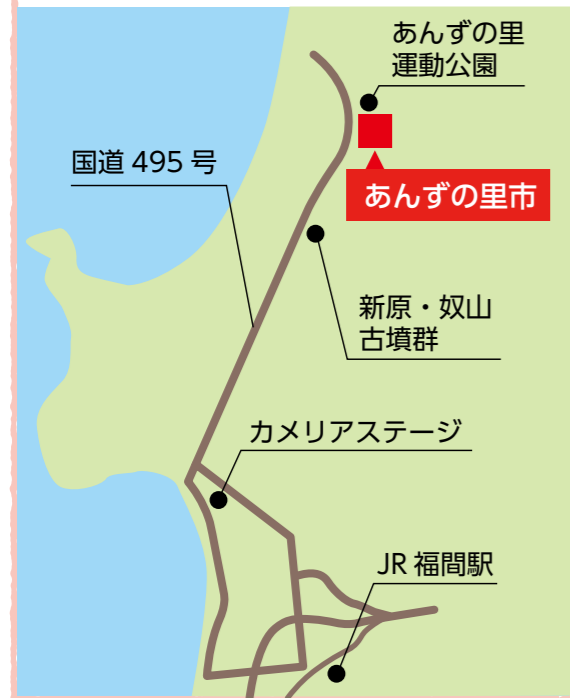 あんずの里
運動公園
国道 495 号
あんずの里市
新原・奴山
古墳群
カメリアステージ
JR 福間駅